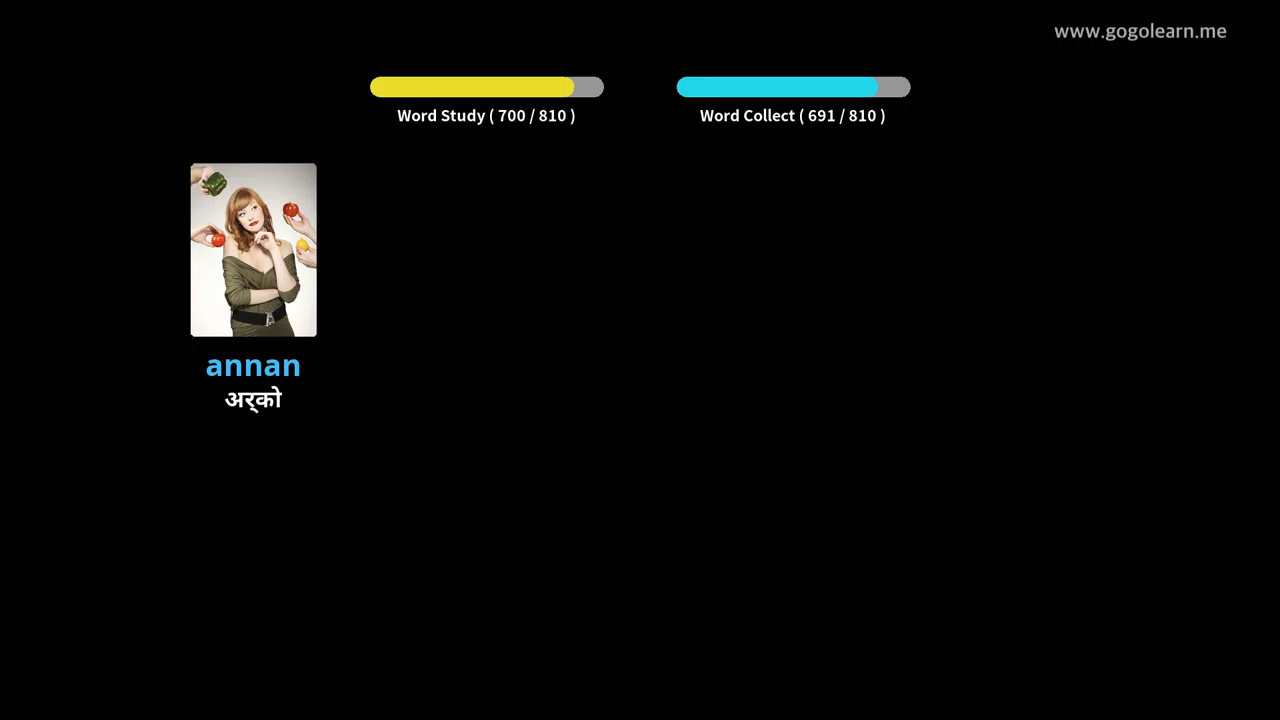 www.gogolearn.me
Word Study ( 700 / 810 )
Word Collect ( 691 / 810 )
annan
अर्‍को